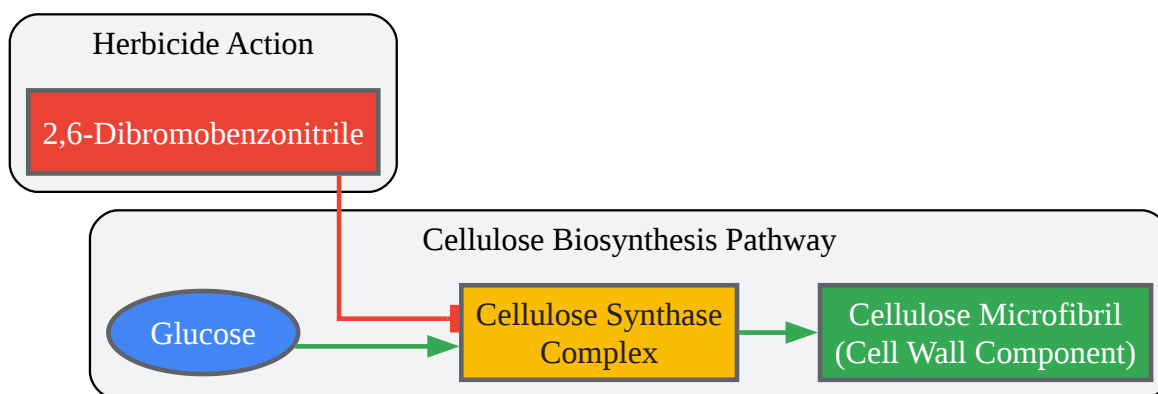 Herbicide Action
2,6-Dibromobenzonitrile
Cellulose Biosynthesis Pathway
Glucose
Cellulose Synthase
Complex
Cellulose Microfibril
(Cell Wall Component)